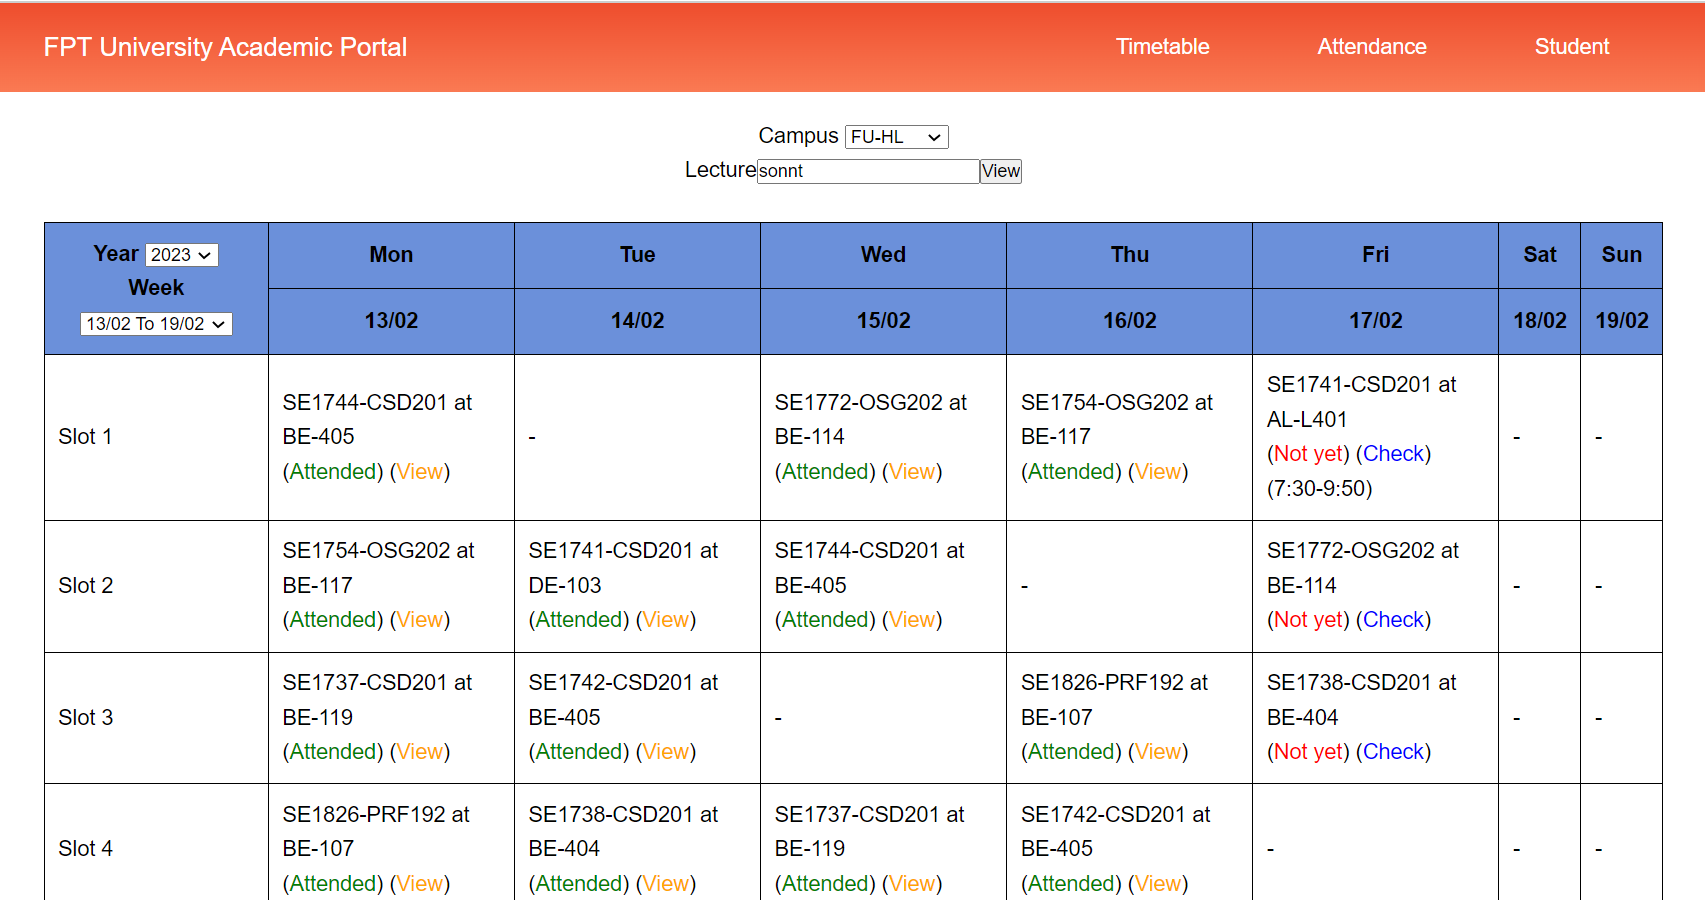 FPT University Academic Portal Timetable Attendance Student
Campus FU-HL
Lecture sonnt View
Year 2023 Mon Tue Wed Thu Fri Sat Sun
Week
13/02 To 19/02 13/02 14/02 15/02 16/02 17/02 18/02 19/02
Slot 1
SE1744-CSD201 at
BE-405
(Attended) (View)
-
SE1772-OSG202 at
BE-114
(Attended) (View)
SE1754-OSG202 at
BE-117
(Attended) (View)
SE1741-CSD201 at
AL-L401
(Not yet) (Check)
(7:30-9:50)
-
-
Slot 2
SE1754-OSG202 at
BE-117
(Attended) (View)
SE1741-CSD201 at
DE-103
(Attended) (View)
SE1744-CSD201 at
BE-405
(Attended) (View)
-
SE1772-OSG202 at
BE-114
(Not yet) (Check)
-
-
Slot 3
SE1737-CSD201 at
BE-119
(Attended) (View)
SE1742-CSD201 at
BE-405
(Attended) (View)
-
SE1826-PRF192 at
BE-107
(Attended) (View)
SE1738-CSD201 at
BE-404
(Not yet) (Check)
-
-
Slot 4
SE1826-PRF192 at
BE-107
(Attended) (View)
SE1738-CSD201 at
BE-404
(Attended) (View)
SE1737-CSD201 at
BE-119
(Attended) (View)
SE1742-CSD201 at
BE-405
(Attended) (View)
-
-
-